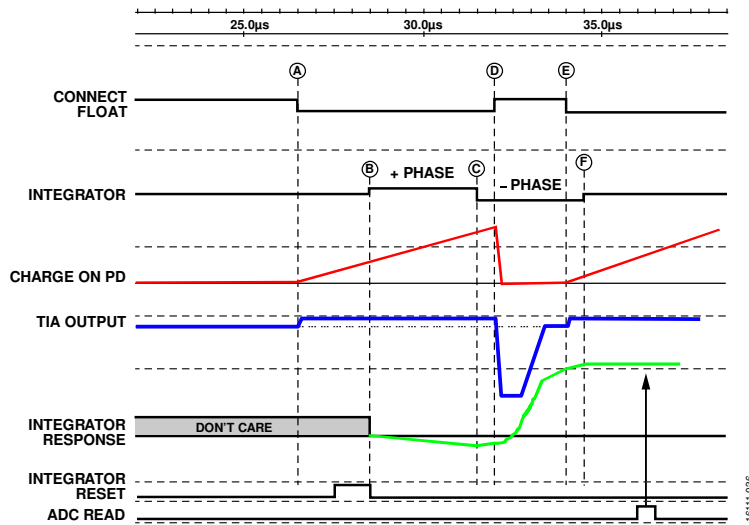 25.0µs 30.0µs 35.0µs
A D E
CONNECT
FLOAT
B + PHASE C – PHASE F
INTEGRATOR
CHARGE ON PD
TIA OUTPUT
INTEGRATOR
RESPONSE
DON'T CARE
INTEGRATOR
RESET
ADC READ